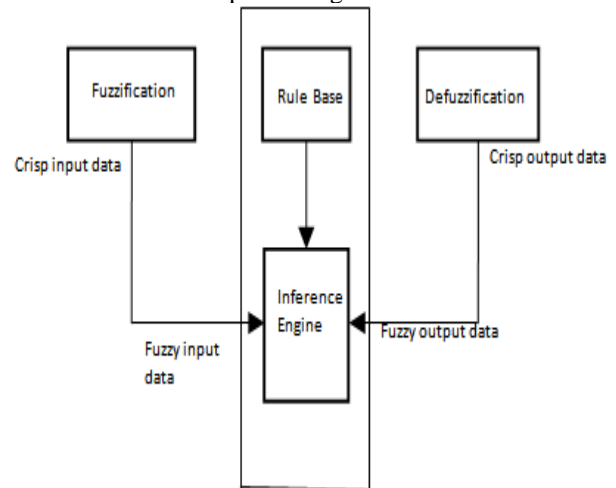 Fuzzification
Rule Base
Defuzzification
Crisp input data
Crisp output data
Inference
Engine
Fuzzy input
data
Fuzzy output data